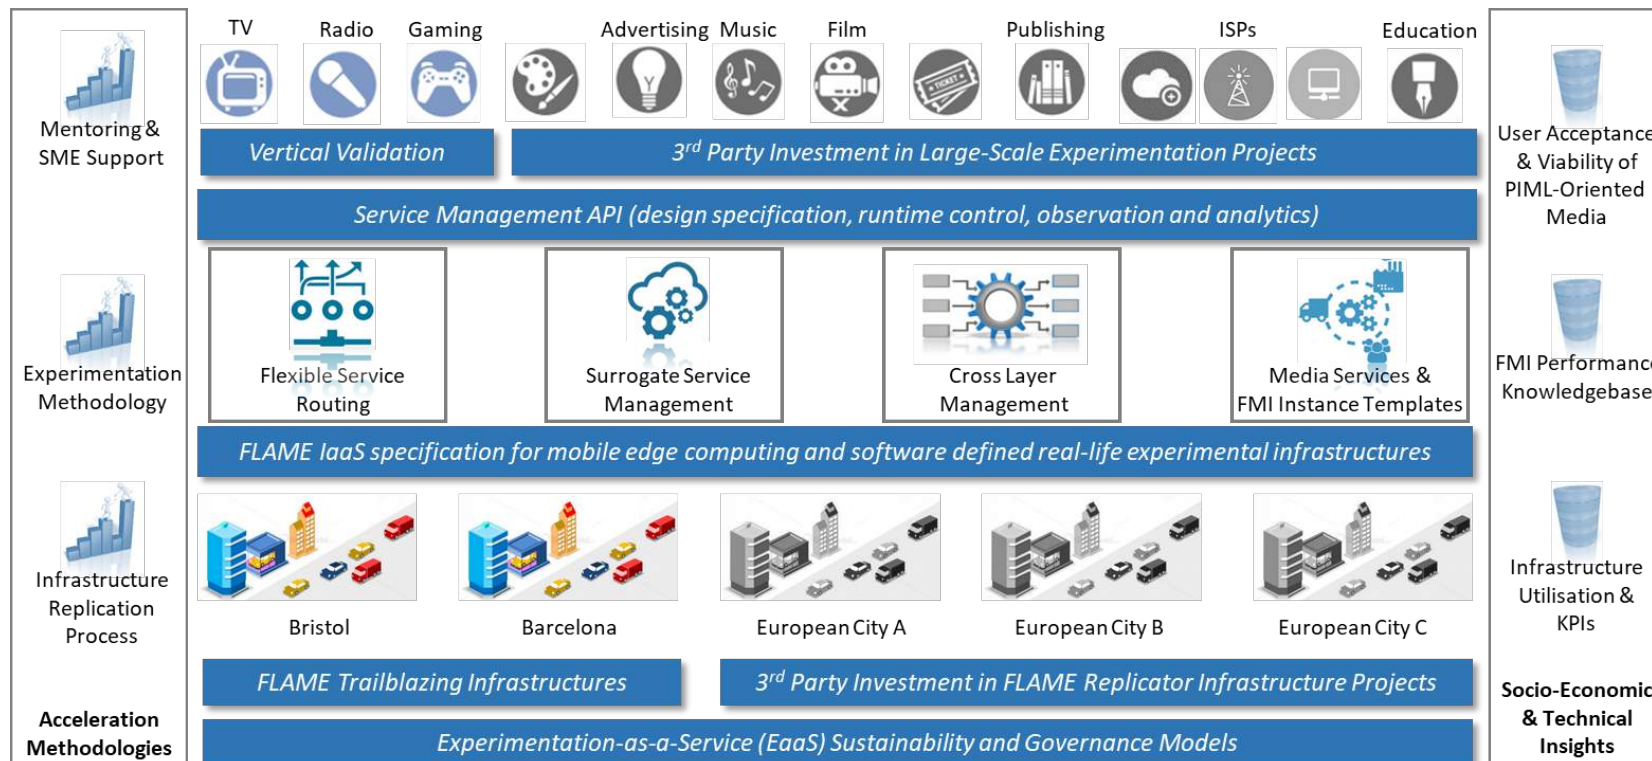 TV
Radio
Gaming
Advertising
Music
Film
Publishing
ISPs
Education
TICKET
Vertical Validation
3rd Party Investment in Large-Scale Experimentation Projects
Service Management API (design specification, runtime control, observation and analytics)
Flexible Service
Routing
Surrogate Service
Management
Cross Layer
Management
Media Services &
FMI Instance Templates
FLAME IaaS specification for mobile edge computing and software defined real-life experimental infrastructures
Bristol
Barcelona
European City A
European City B
European City C
FLAME Trailblazing Infrastructures
3rd Party Investment in FLAME Replicator Infrastructure Projects
Experimentation-as-a-Service (EaaS) Sustainability and Governance Models
Mentoring &
SME Support
Experimentation
Methodology
Infrastructure
Replication
Process
Acceleration
Methodologies
User Acceptance
& Viability of
PIML-Oriented
Media
FMI Performance
Knowledgebase
Infrastructure
Utilisation &
KPIs
Socio-Economic
& Technical
Insights